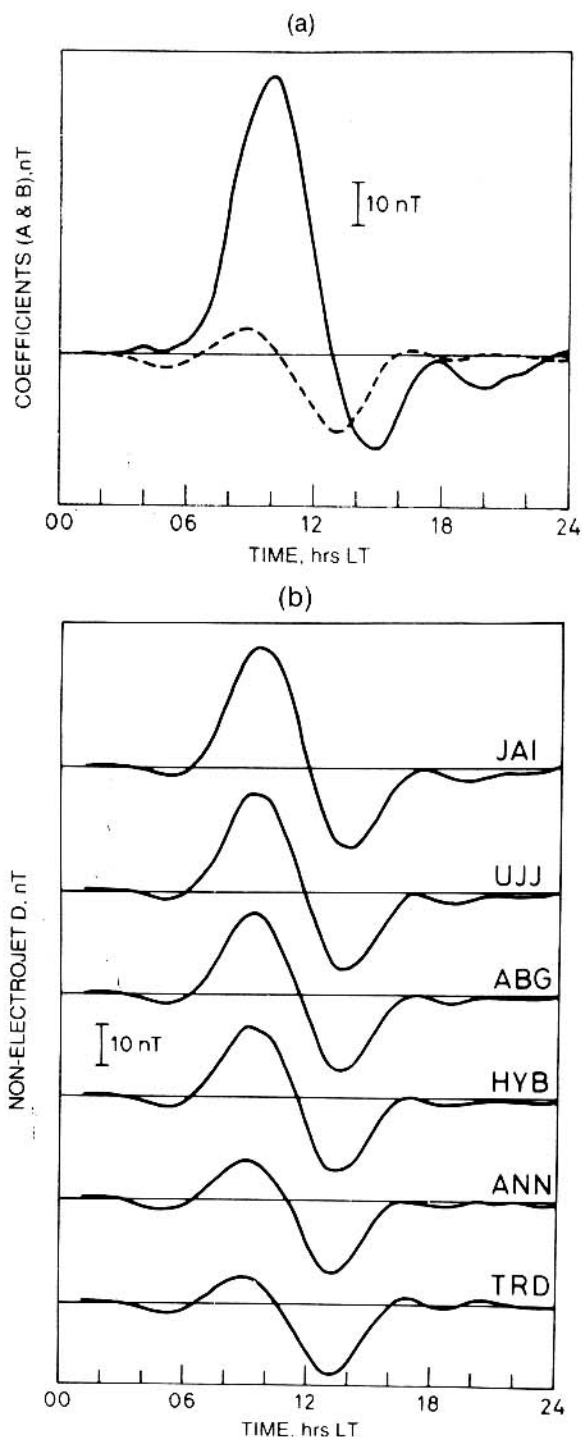 (a)
COEFFICIENTS (A & B), nT
10 nT
00 06 12 18 24
TIME, hrs LT
(b)
NON-ELECTROJET D, nT
JAI
UJJ
ABG
10 nT
HYB
ANN
TRD
00 06 12 18 24
TIME, hrs LT